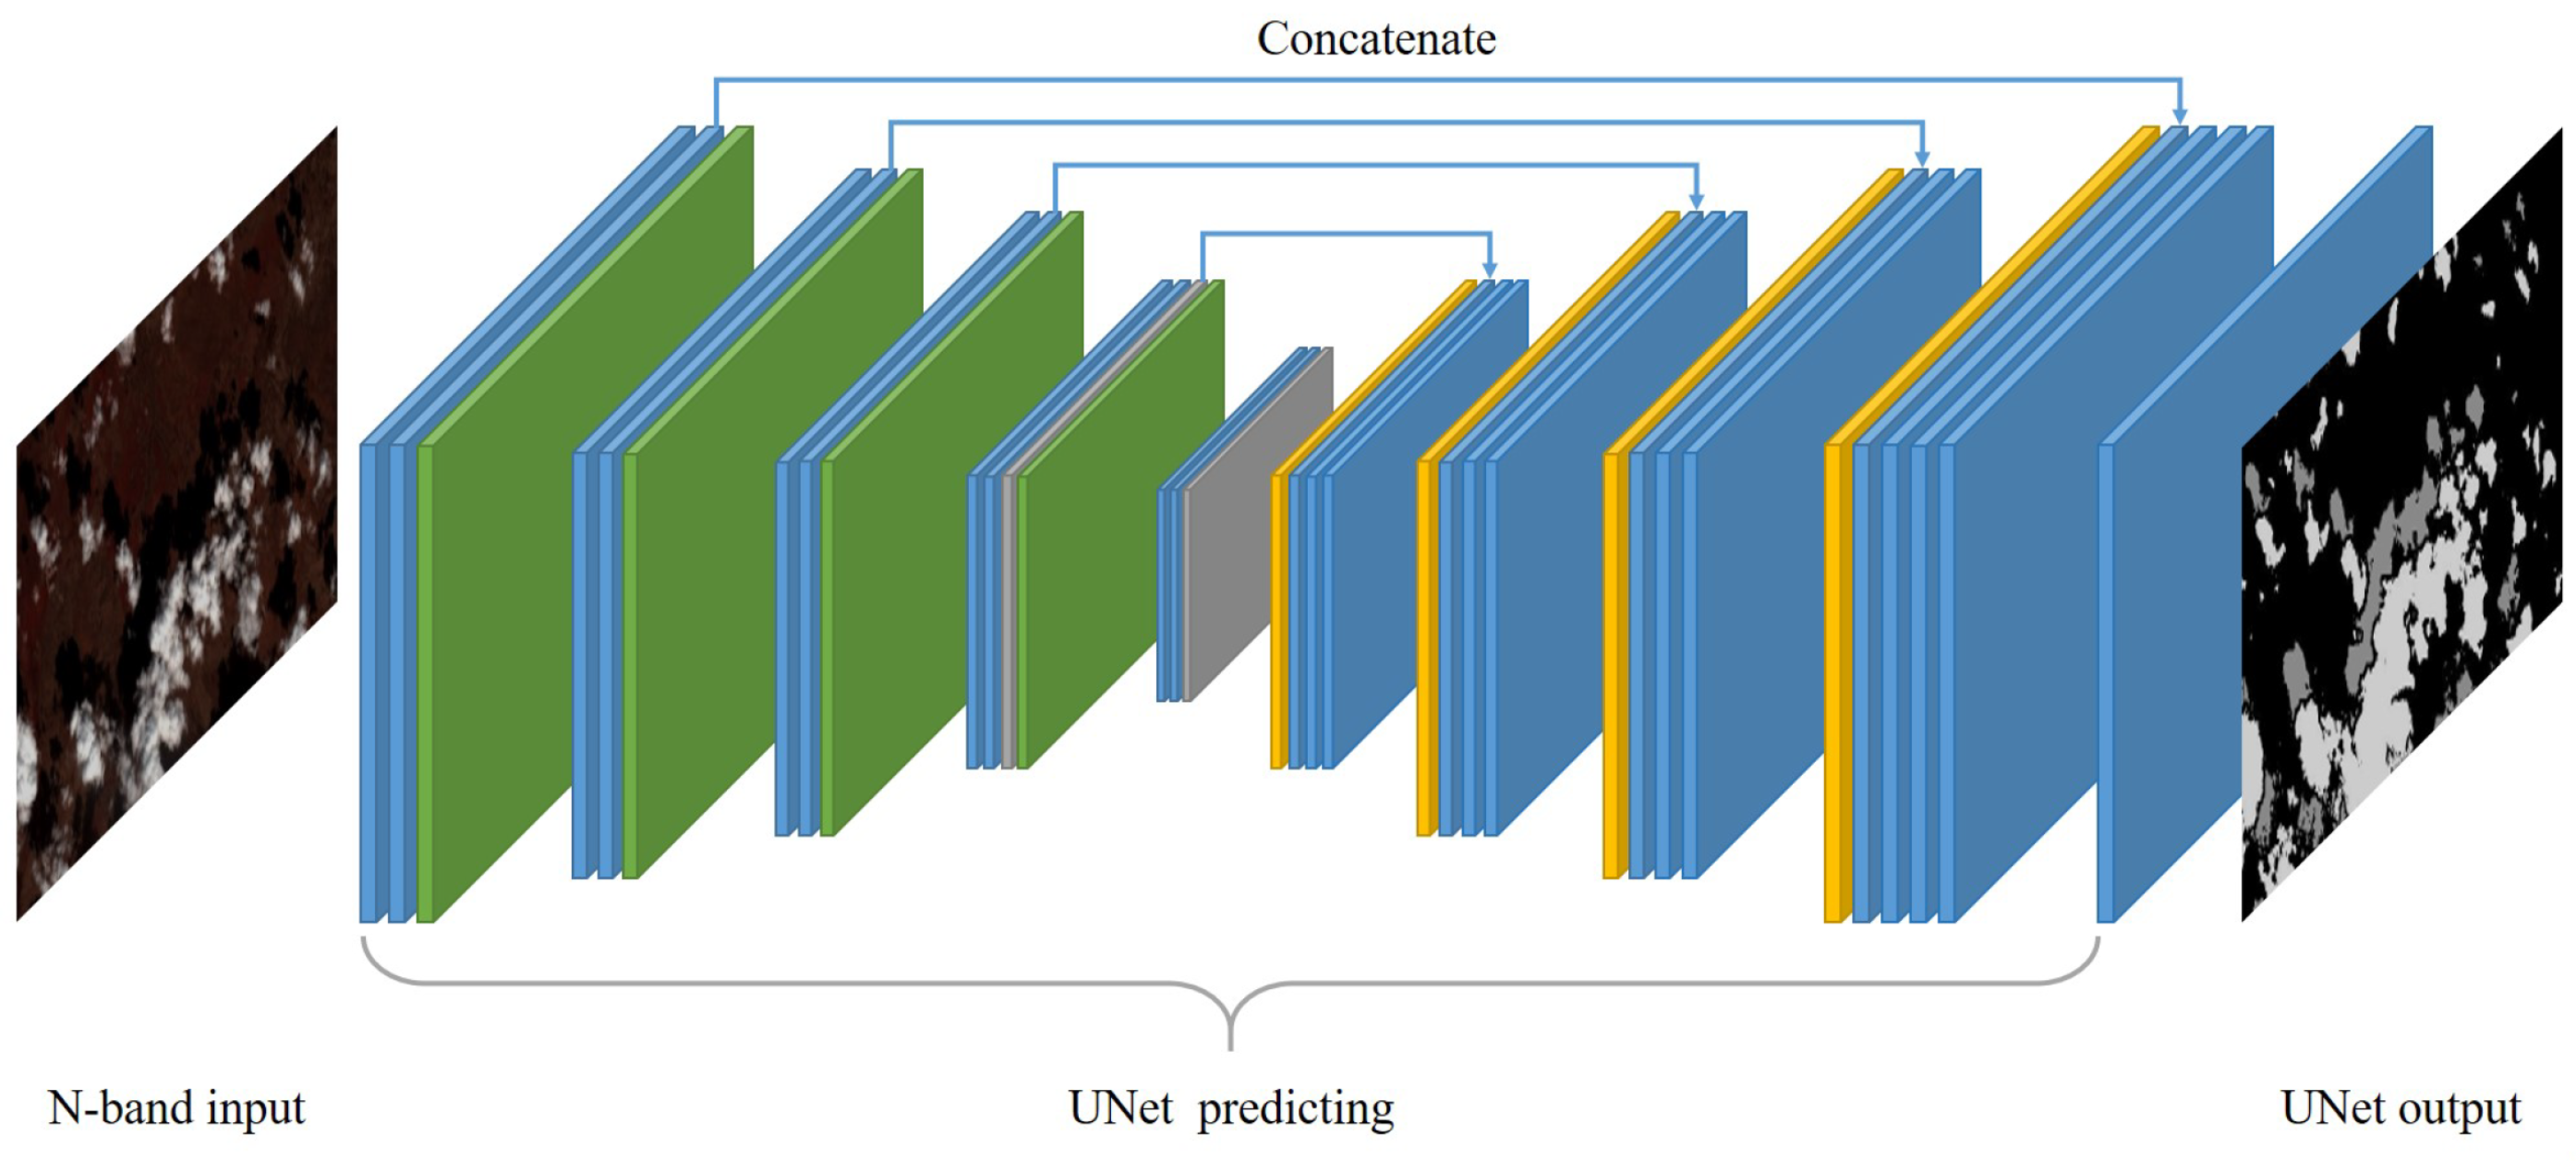 Concatenate
N-band input
UNet predicting
UNet output